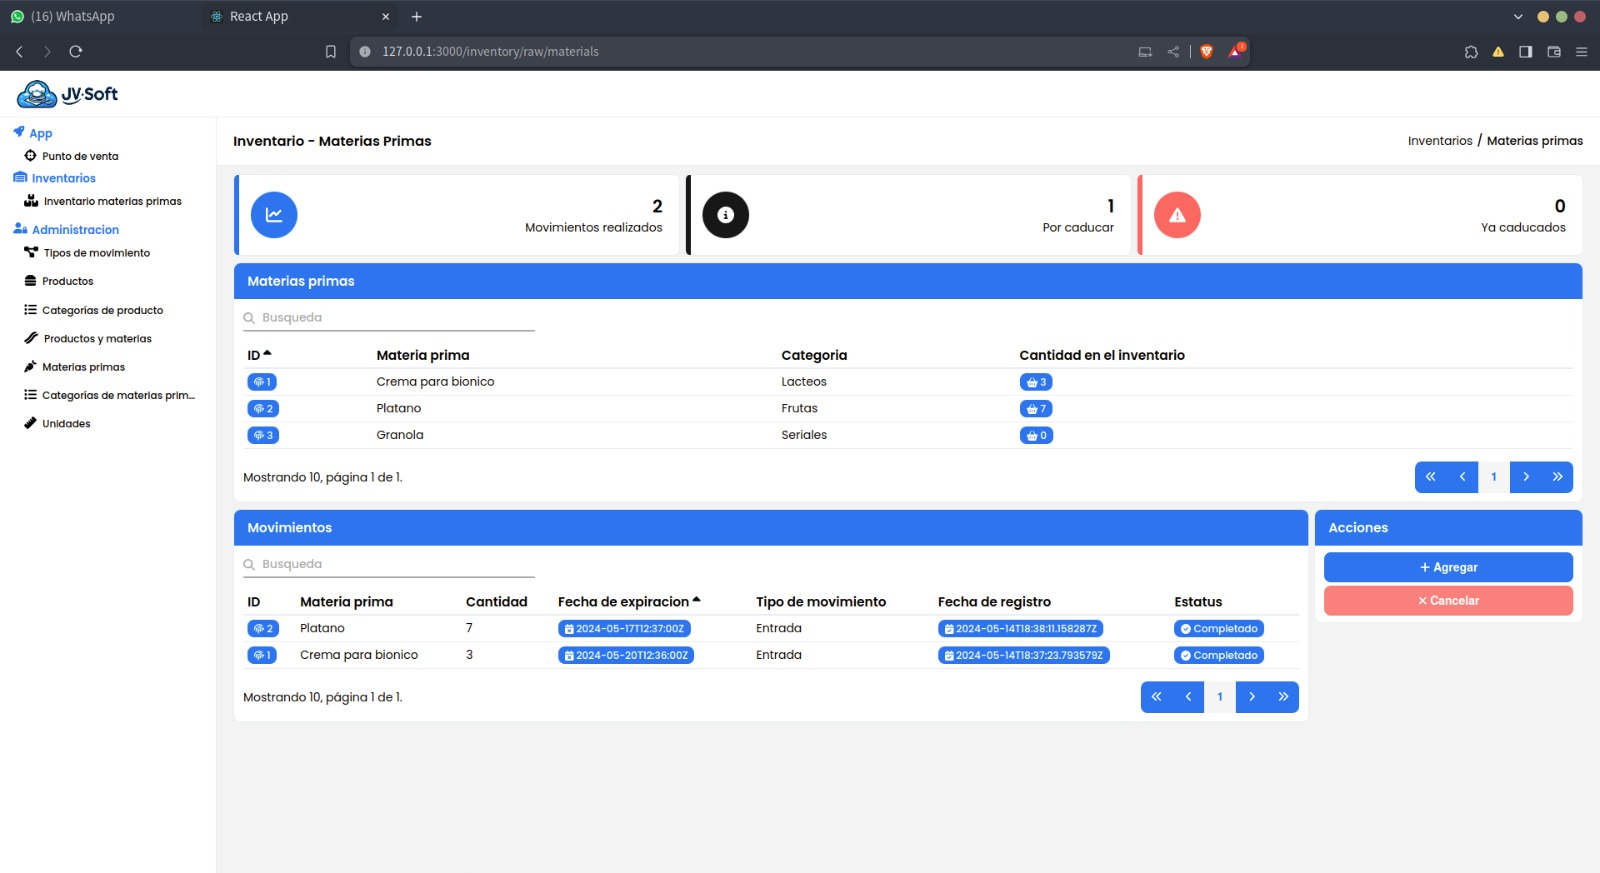 (16) WhatsApp
React App
127.0.0.1:3000/inventory/raw/materials
JV·Soft
App
Punto de venta
Inventarios
Inventario materias primas
Administracion
Tipos de movimiento
Productos
Categorías de producto
Productos y materias
Materias primas
Categorías de materias prim...
Unidades
Inventario - Materias Primas
Inventarios / Materias primas
2
Movimientos realizados
1
Por caducar
0
Ya caducados
Materias primas
Busqueda
ID Materia prima Categoria Cantidad en el inventario
1 Crema para bionico Lacteos 3
2 Platano Frutas 7
3 Granola Seriales 0
Mostrando 10, página 1 de 1.
« ‹ 1 › »
Movimientos
Busqueda
ID Materia prima Cantidad Fecha de expiracion Tipo de movimiento Fecha de registro Estatus
2 Platano 7 2024-05-17T12:37:00Z Entrada 2024-05-14T18:38:11.158287Z Completado
1 Crema para bionico 3 2024-05-20T12:36:00Z Entrada 2024-05-14T18:37:23.793579Z Completado
Mostrando 10, página 1 de 1.
« ‹ 1 › »
Acciones
+ Agregar
× Cancelar